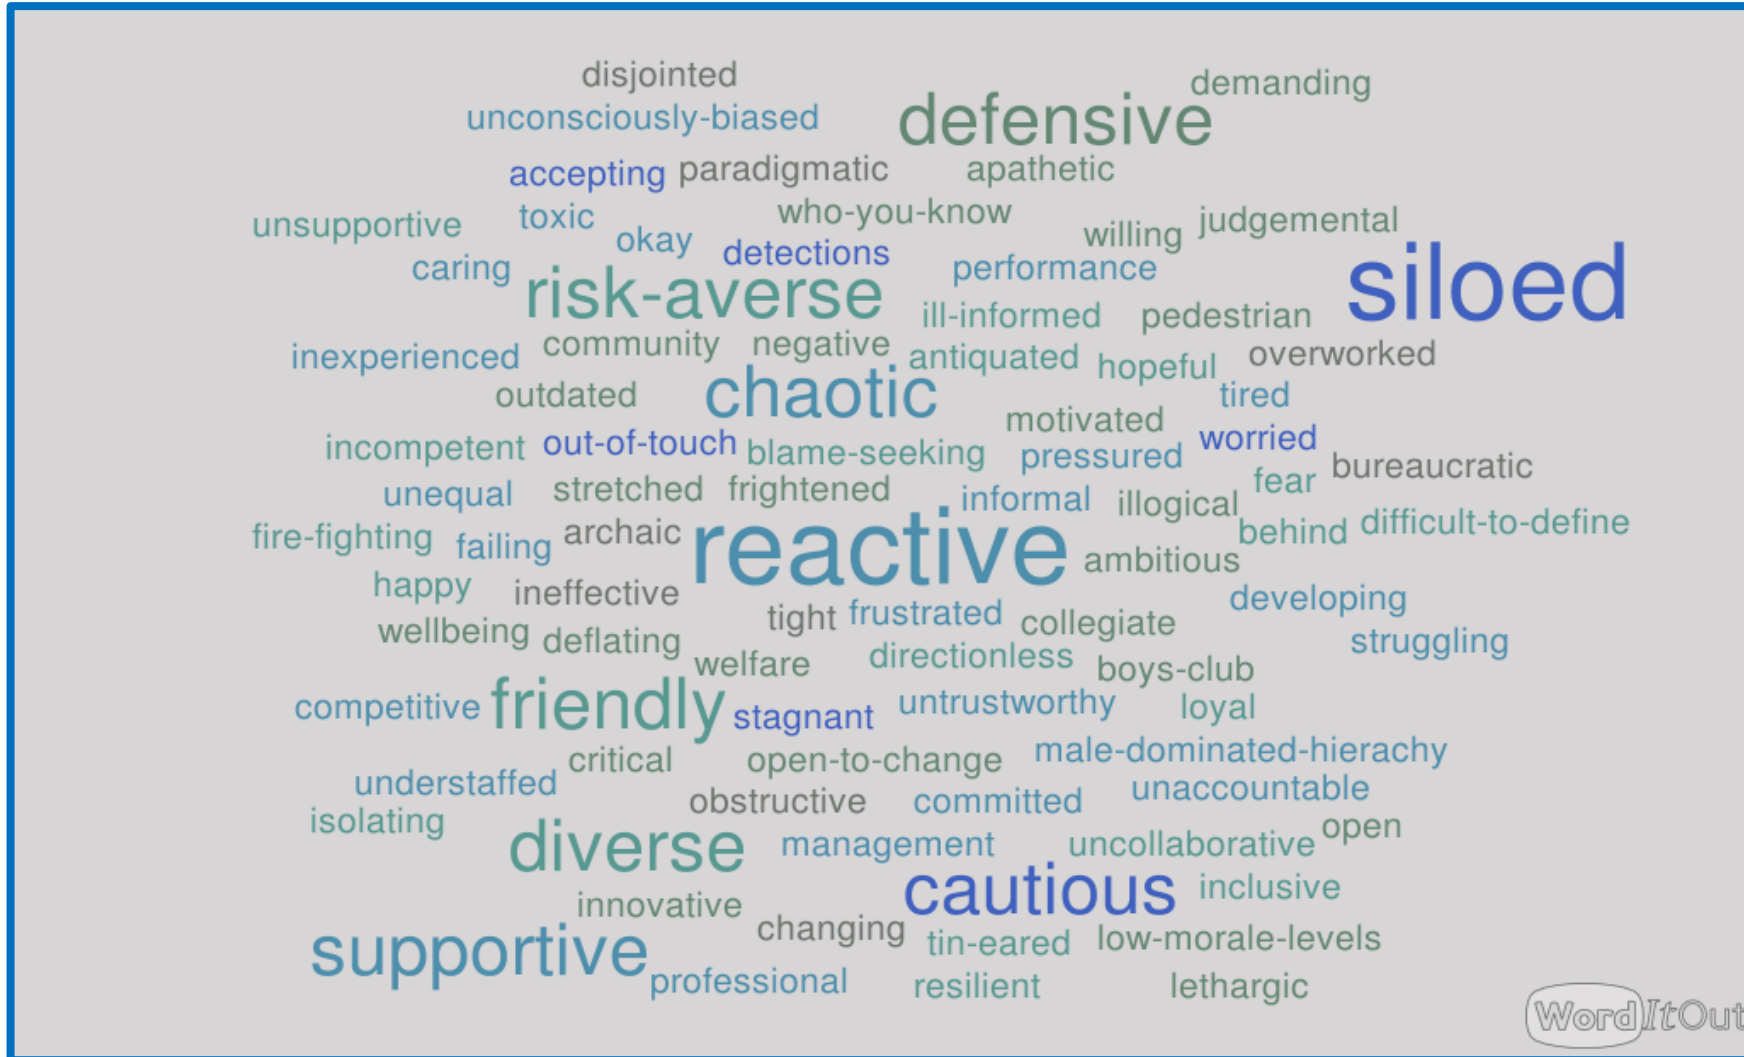 disjointed
demanding
unconsciously-biased
defensive
accepting paradigmatic apathetic
unsupportive toxic who-you-know willing judgemental
okay detections
caring risk-averse performance siloed
ill-informed pedestrian
inexperienced community negative antiquated hopeful overworked
outdated chaotic tired
motivated
incompetent out-of-touch blame-seeking pressured worried
bureaucratic
unequal stretched frightened informal illogical fear
fire-fighting failing archaic reactive behind difficult-to-define
ambitious
happy ineffective developing
tight frustrated collegiate
wellbeing deflating struggling
welfare directionless boys-club
competitive friendly stagnant untrustworthy loyal
critical open-to-change male-dominated-hierachy
understaffed obstructive committed unaccountable
isolating open
diverse management uncollaborative
cautious inclusive
innovative
changing tin-eared low-morale-levels
supportive professional resilient lethargic
WordItOut